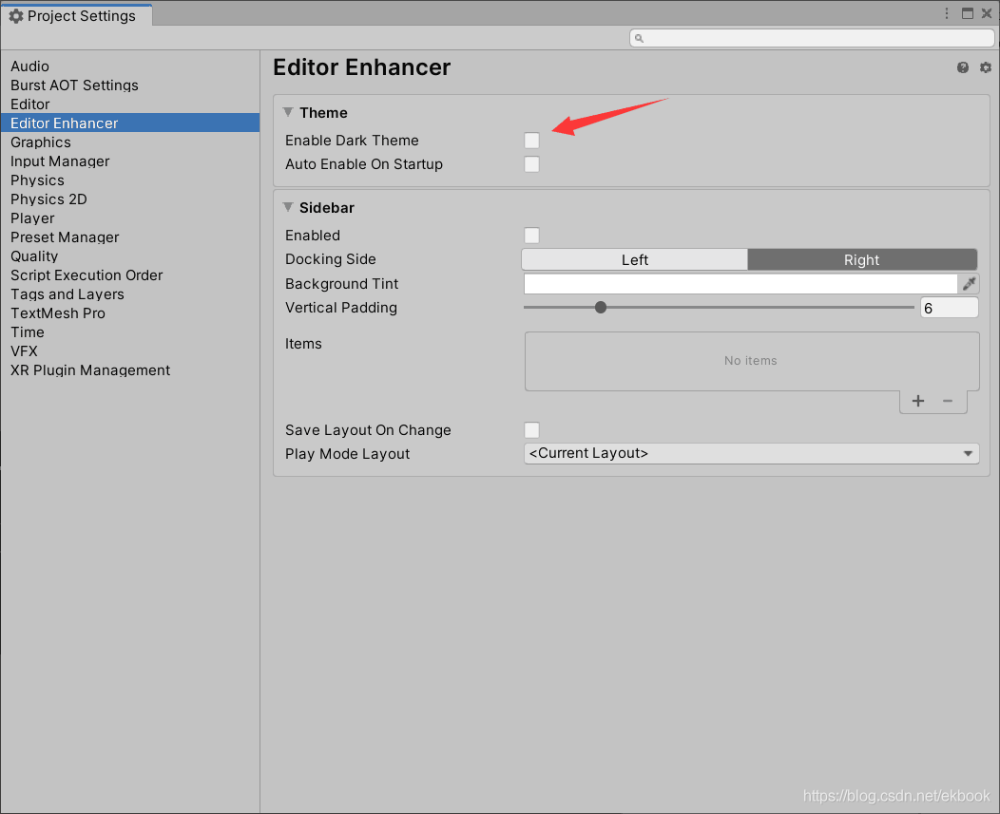 Project Settings
Audio
Burst AOT Settings
Editor
Editor Enhancer
Graphics
Input Manager
Physics
Physics 2D
Player
Preset Manager
Quality
Script Execution Order
Tags and Layers
TextMesh Pro
Time
VFX
XR Plugin Management
Editor Enhancer
Theme
Enable Dark Theme
Auto Enable On Startup
Sidebar
Enabled
Docking Side Left Right
Background Tint
Vertical Padding 6
Items No items
Save Layout On Change
Play Mode Layout <Current Layout>
https://blog.csdn.net/ekbook